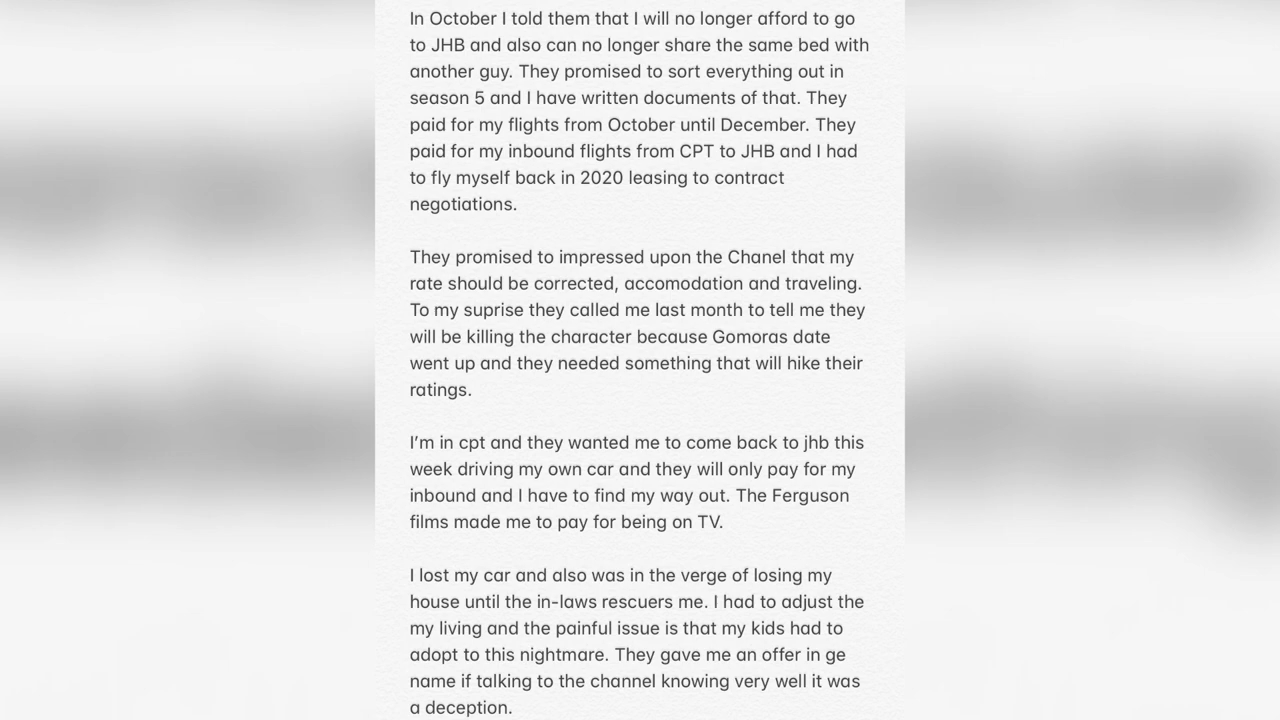 In October I told them that I will no longer afford to go
to JHB and also can no longer share the same bed with
another guy. They promised to sort everything out in
season 5 and I have written documents of that. They
paid for my flights from October until December. They
paid for my inbound flights from CPT to JHB and I had
to fly myself back in 2020 leasing to contract
negotiations.
They promised to impressed upon the Chanel that my
rate should be corrected, accomodation and traveling.
To my suprise they called me last month to tell me they
will be killing the character because Gomoras date
went up and they needed something that will hike their
ratings.
I’m in cpt and they wanted me to come back to jhb this
week driving my own car and they will only pay for my
inbound and I have to find my way out. The Ferguson
films made me to pay for being on TV.
I lost my car and also was in the verge of losing my
house until the in-laws rescuers me. I had to adjust the
my living and the painful issue is that my kids had to
adopt to this nightmare. They gave me an offer in ge
name if talking to the channel knowing very well it was
a deception.